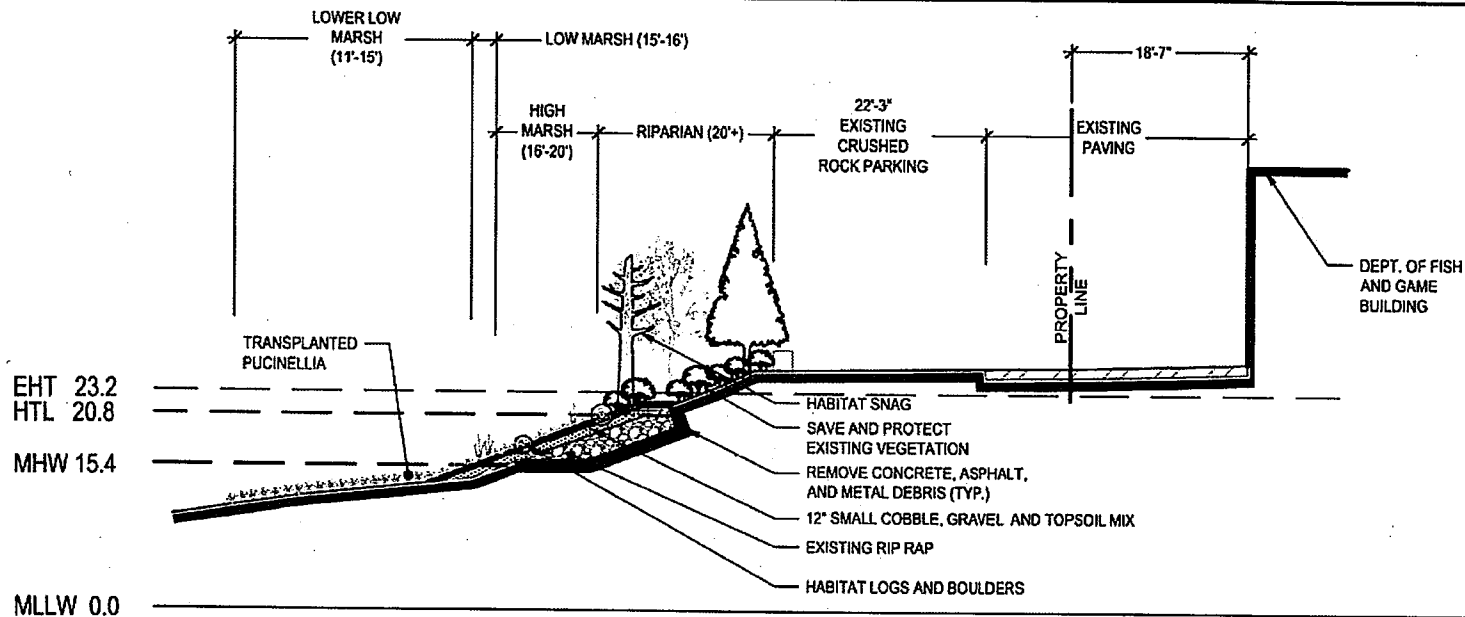 LOWER LOW
MARSH
(11'-15')
LOW MARSH (15'-16')
18'-7"
HIGH
MARSH
(16'-20')
RIPARIAN (20'+)
22'-3"
EXISTING
CRUSHED
ROCK PARKING
EXISTING
PAVING
PROPERTY
LINE
DEPT. OF FISH
AND GAME
BUILDING
TRANSPLANTED
PUCINELLIA
EHT 23.2
HTL 20.8
MHW 15.4
MLLW 0.0
HABITAT SNAG
SAVE AND PROTECT
EXISTING VEGETATION
REMOVE CONCRETE, ASPHALT,
AND METAL DEBRIS (TYP.)
12" SMALL COBBLE, GRAVEL AND TOPSOIL MIX
EXISTING RIP RAP
HABITAT LOGS AND BOULDERS